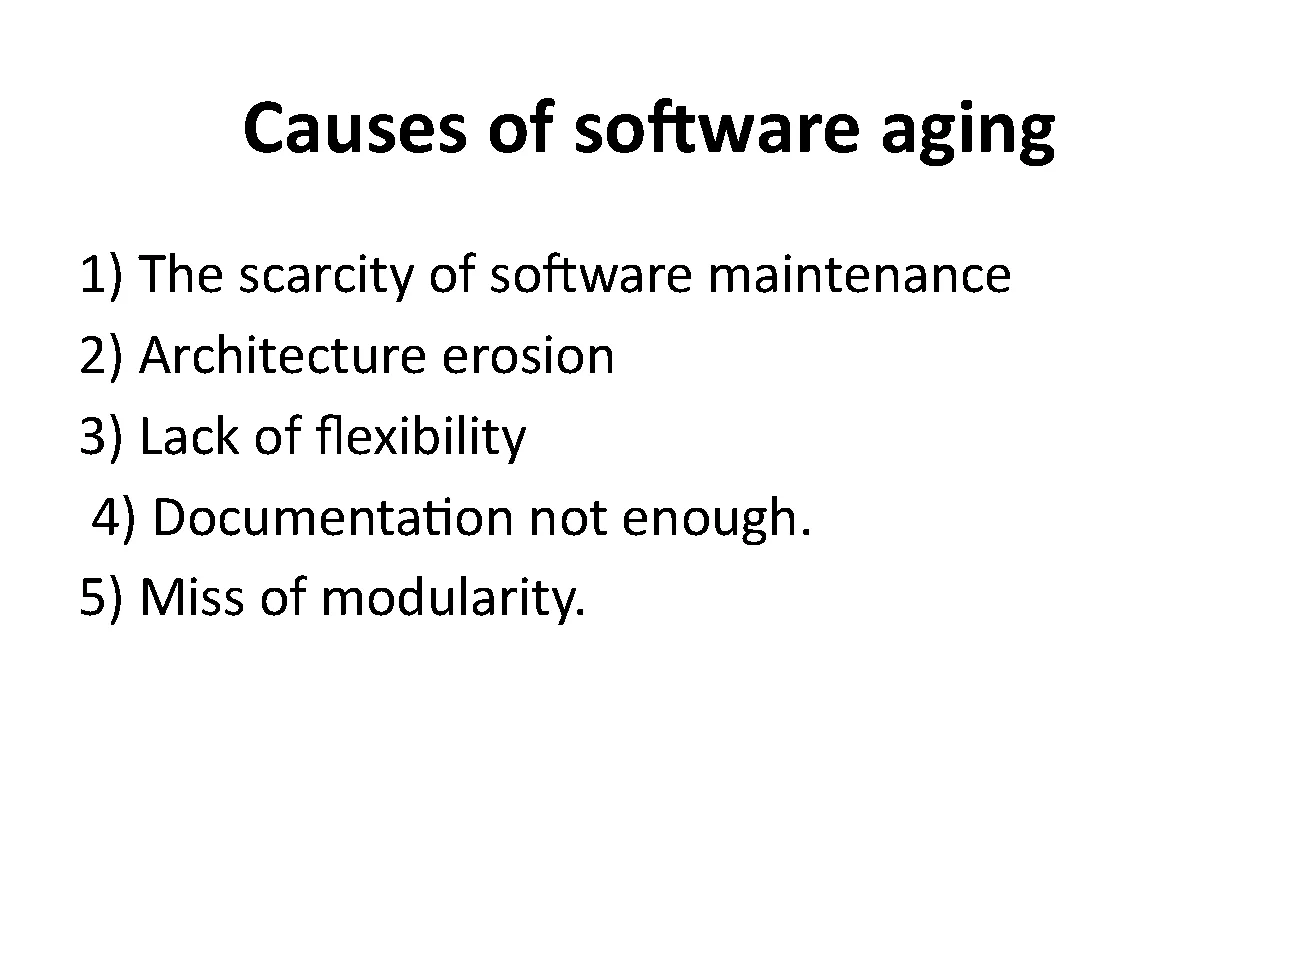 Causes of software aging
1) The scarcity of software maintenance
2) Architecture erosion
3) Lack of flexibility
4) Documentation not enough.
5) Miss of modularity.